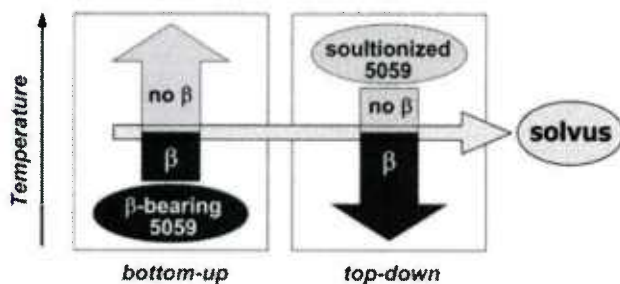 Temperature
no β
β
β-bearing
5059
bottom-up
soultionized
5059
no β
β
top-down
solvus